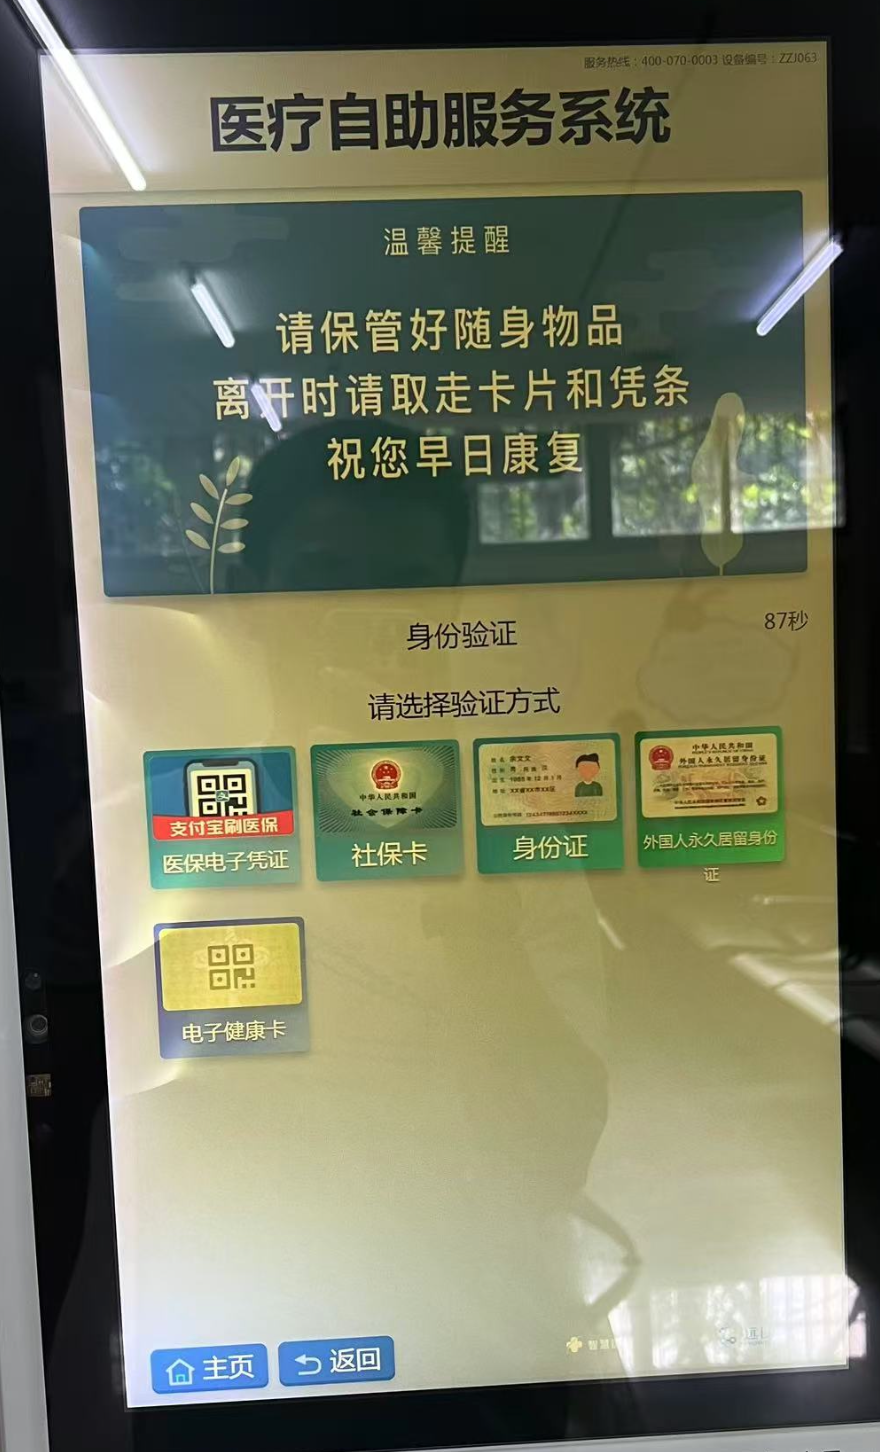 服务热线：400-070-0003 设备编号：ZZJ063
医疗自助服务系统
温馨提醒
请保管好随身物品
离开时请取走卡片和凭条
祝您早日康复
身份验证
87秒
请选择验证方式
支付宝刷医保
医保电子凭证
中华人民共和国
社会保障卡
社保卡
身份证
中华人民共和国
外国人永久居留身份证
外国人永久居留身份
证
电子健康卡
主页
返回
智慧